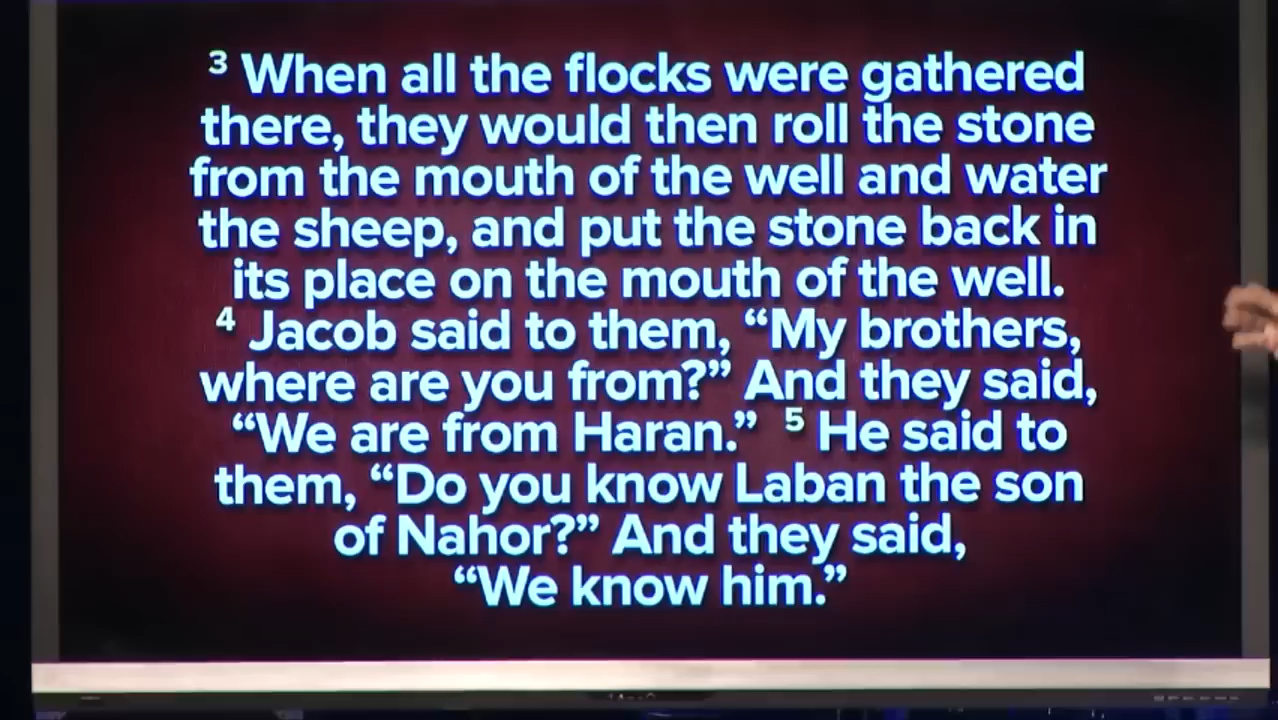 3 When all the flocks were gathered
there, they would then roll the stone
from the mouth of the well and water
the sheep, and put the stone back in
its place on the mouth of the well.
4 Jacob said to them, “My brothers,
where are you from?” And they said,
“We are from Haran.” 5 He said to
them, “Do you know Laban the son
of Nahor?” And they said,
“We know him.”